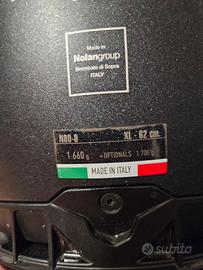 Made in
Nolangroup
Brembate di Sopra
ITALY
N80-8 XL - 62 cm.
1.660 g +OPTIONALS 1.700 g
MADE IN ITALY
subito